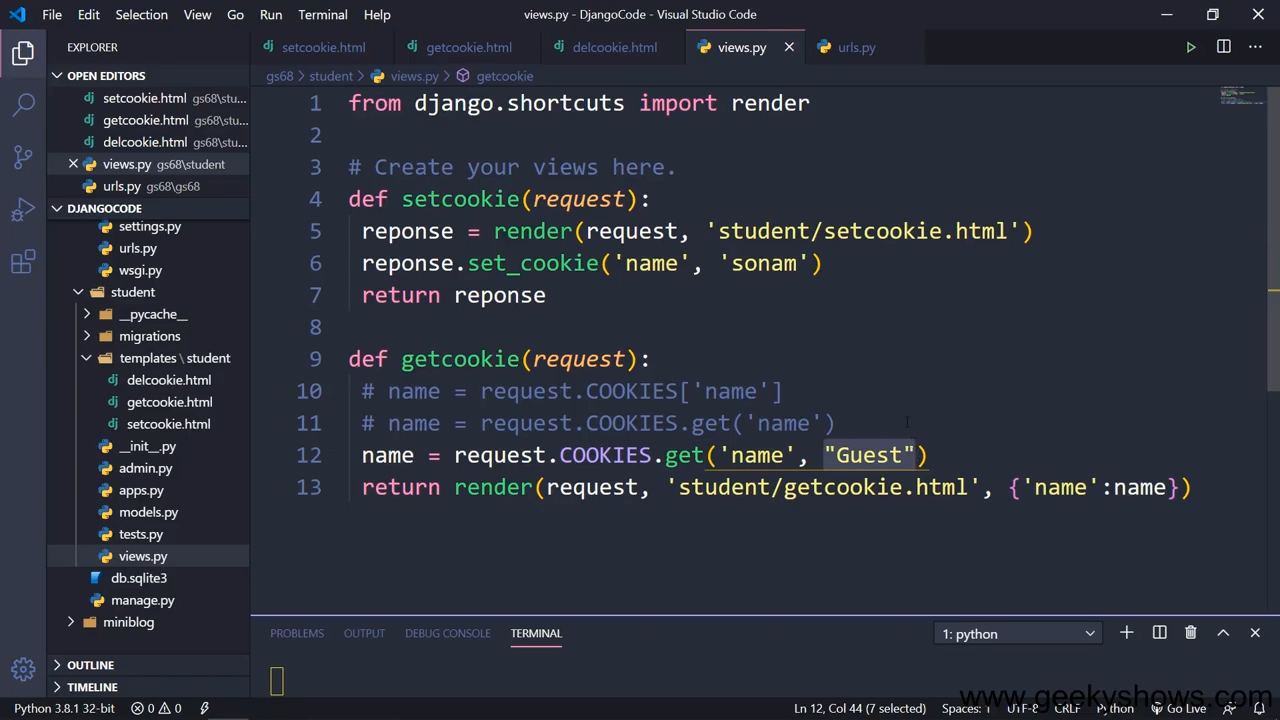 File Edit Selection View Go Run Terminal Help
views.py - DjangoCode - Visual Studio Code
EXPLORER
OPEN EDITORS
setcookie.html gs68\stu...
getcookie.html gs68\stu...
delcookie.html gs68\stu...
views.py gs68\student
urls.py gs68\gs68
DJANGOCODE
settings.py
urls.py
wsgi.py
student
__pycache__
migrations
templates \ student
delcookie.html
getcookie.html
setcookie.html
__init__.py
admin.py
apps.py
models.py
tests.py
views.py
db.sqlite3
manage.py
miniblog
OUTLINE
TIMELINE
setcookie.html getcookie.html delcookie.html views.py urls.py
gs68 > student > views.py > getcookie
1 from django.shortcuts import render
2
3 # Create your views here.
4 def setcookie(request):
5 reponse = render(request, 'student/setcookie.html')
6 reponse.set_cookie('name', 'sonam')
7 return reponse
8
9 def getcookie(request):
10 # name = request.COOKIES['name']
11 # name = request.COOKIES.get('name')
12 name = request.COOKIES.get('name', "Guest")
13 return render(request, 'student/getcookie.html', {'name':name})
PROBLEMS OUTPUT DEBUG CONSOLE TERMINAL
1: python
www.geekyshows.com
Python 3.8.1 32-bit 0 0
Ln 12, Col 44 (7 selected) Spaces: UTF-8 CRLF Python Go Live